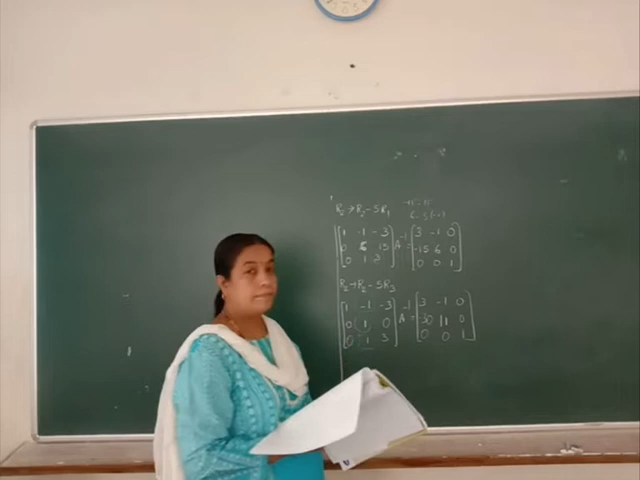 R₂→R₂-5R₁
[1 -1 -3
0 6 15
0 1 3] A⁻¹ = [3 -1 0
-15 6 0
0 0 1]
R₂→R₂-5R₃
[1 -1 -3
0 1 0
0 1 3] A⁻¹ = [3 -1 0
-30 11 0
0 0 1]